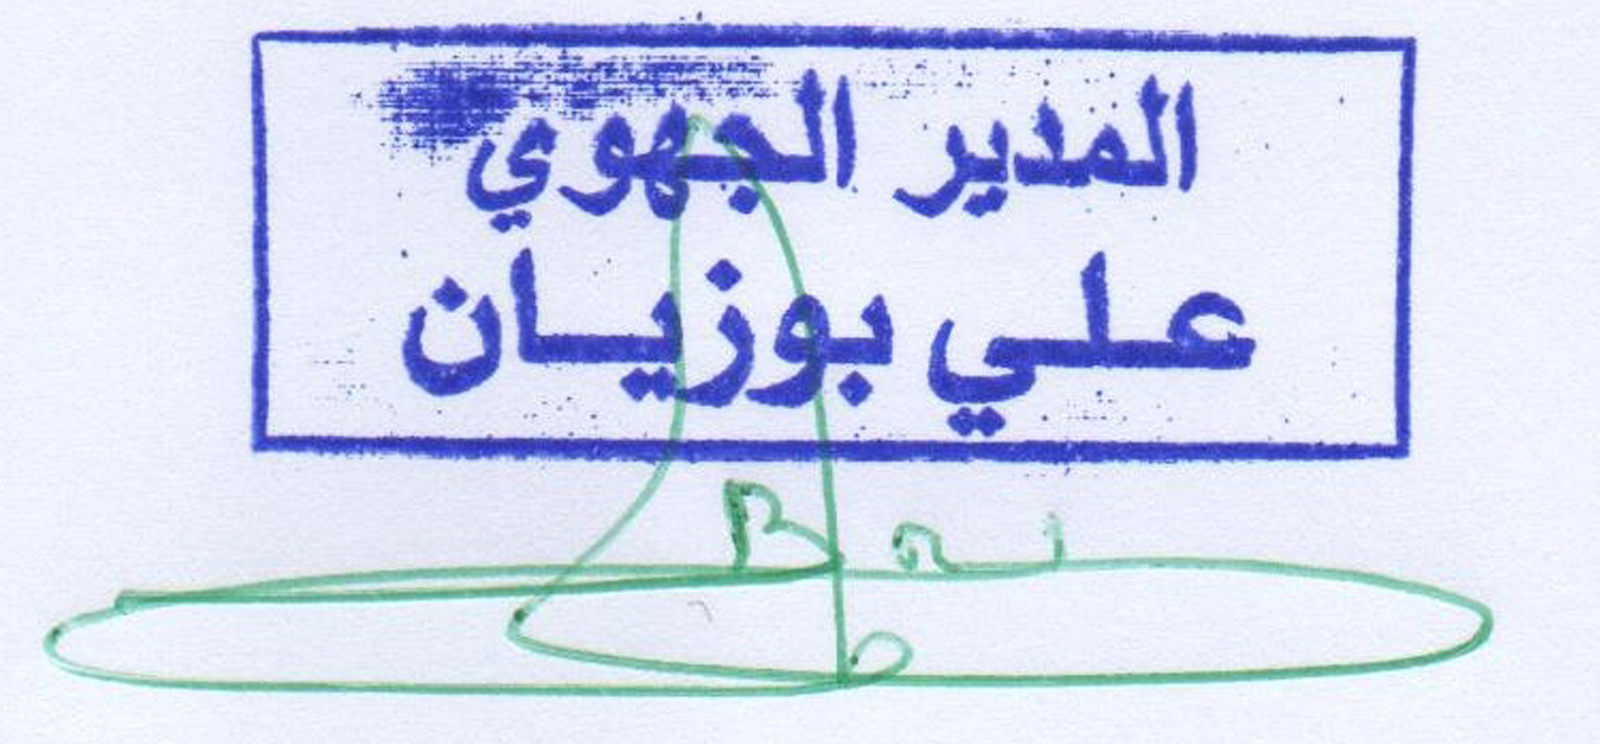 المدير الجهوي
علي بوزيان